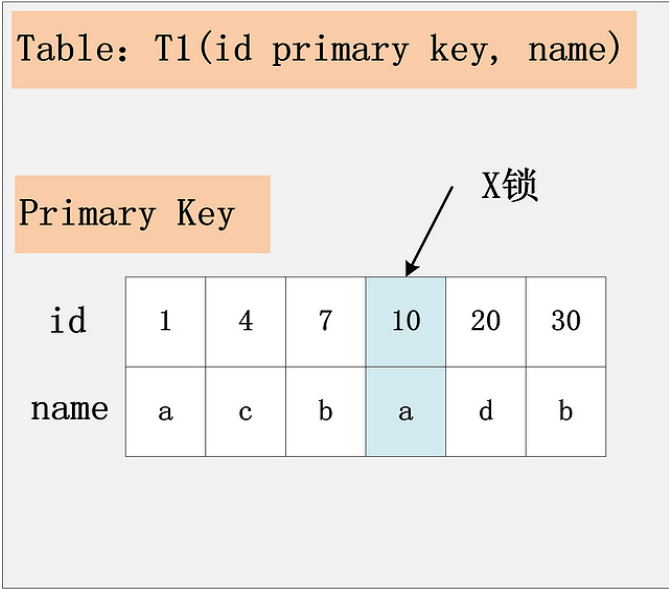 Table: T1(id primary key, name)
X锁
Primary Key
id 1 4 7 10 20 30
name a c b a d b